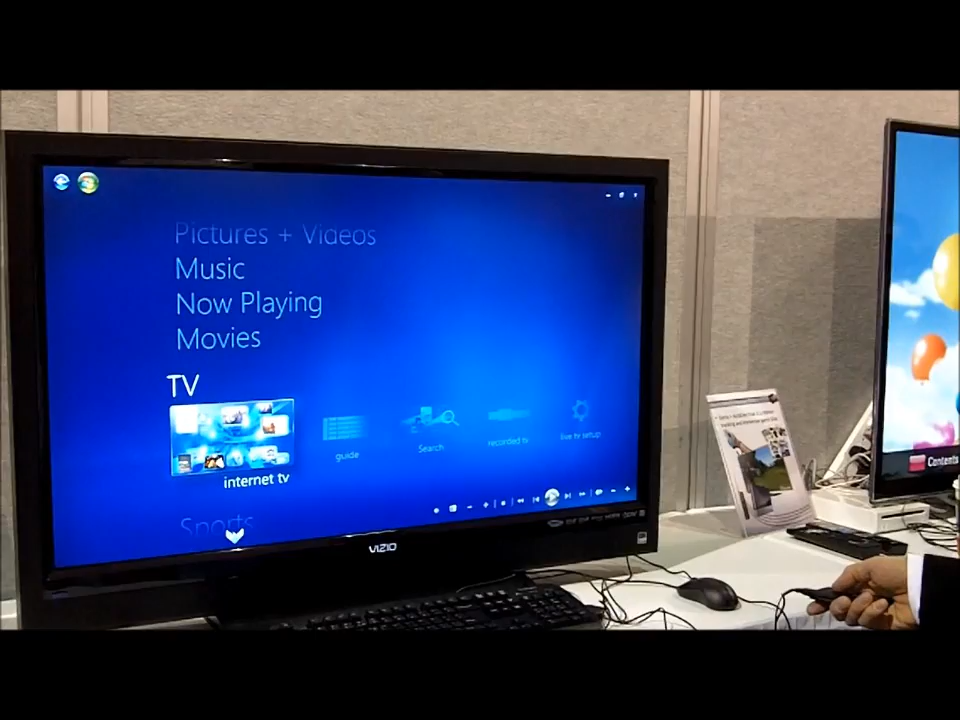 Pictures + Videos
Music
Now Playing
Movies
TV
internet tv
guide
Search
recorded tv
live tv setup
Sports
VIZIO
Contents